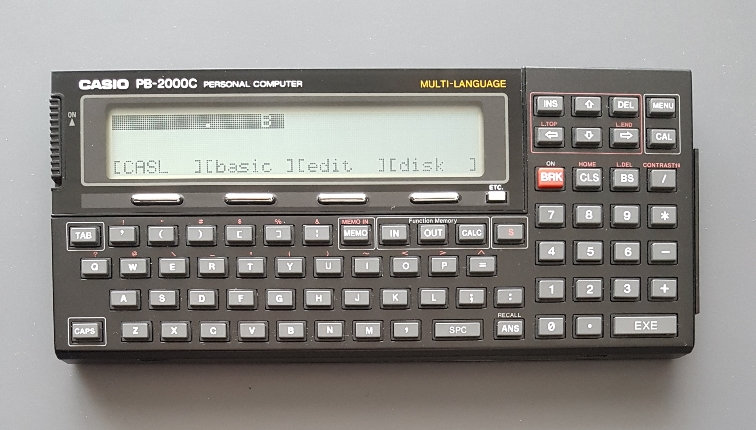 CASIO PB-2000C PERSONAL COMPUTER MULTI-LANGUAGE
ON
. B
[CASL ][basic ][edit ][disk ]
ETC.
INS DEL MENU
L.TOP L.END
CAL
ON HOME L.DEL CONTRAST
BRK CLS BS /
7 8 9 *
4 5 6 -
1 2 3 +
0 . EXE
! # $ % & MEMO IN Function Memory
TAB " ( ) [ ] MEMO IN OUT CALC S
? @ \ _ ' { } ~ < > ^
Q W E R T Y U I O P =
A S D F G H J K L ; :
RECALL
CAPS Z X C V B N M , SPC ANS